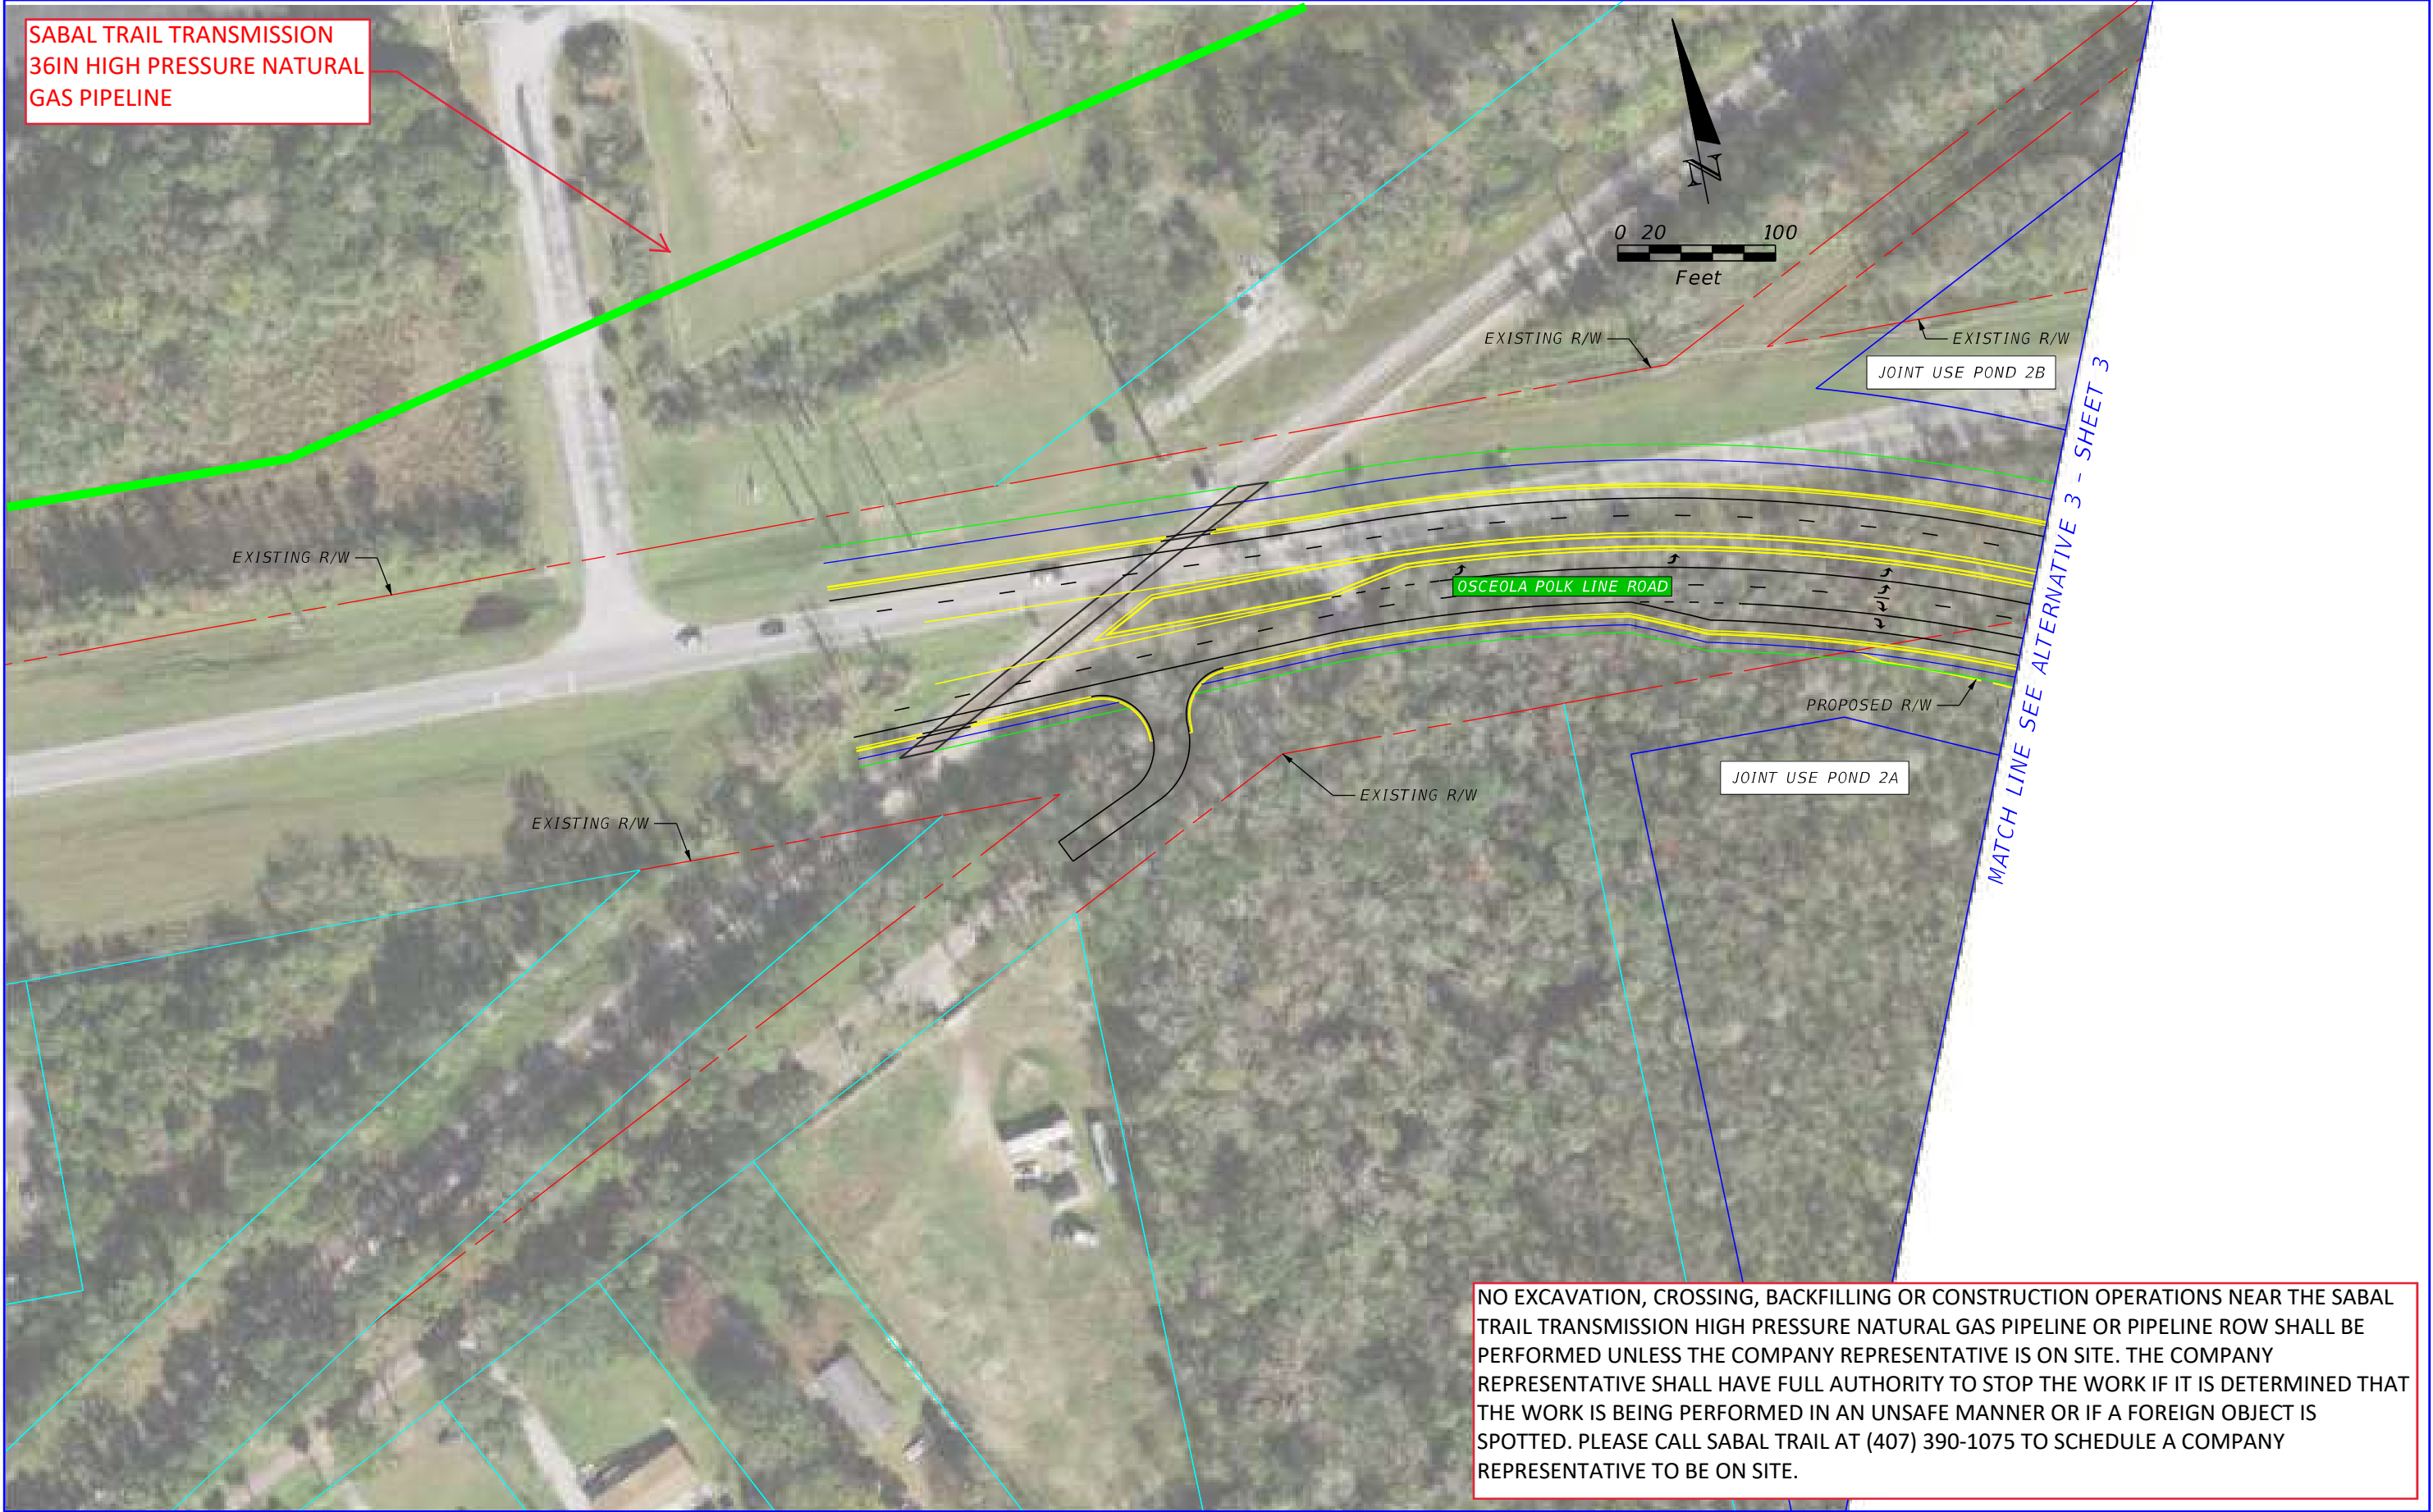 SABAL TRAIL TRANSMISSION
36IN HIGH PRESSURE NATURAL
GAS PIPELINE
N
0 20 100
Feet
EXISTING R/W
EXISTING R/W
JOINT USE POND 2B
MATCH LINE SEE ALTERNATIVE 3 - SHEET 3
EXISTING R/W
OSCEOLA POLK LINE ROAD
PROPOSED R/W
JOINT USE POND 2A
EXISTING R/W
EXISTING R/W
NO EXCAVATION, CROSSING, BACKFILLING OR CONSTRUCTION OPERATIONS NEAR THE SABAL
TRAIL TRANSMISSION HIGH PRESSURE NATURAL GAS PIPELINE OR PIPELINE ROW SHALL BE
PERFORMED UNLESS THE COMPANY REPRESENTATIVE IS ON SITE. THE COMPANY
REPRESENTATIVE SHALL HAVE FULL AUTHORITY TO STOP THE WORK IF IT IS DETERMINED THAT
THE WORK IS BEING PERFORMED IN AN UNSAFE MANNER OR IF A FOREIGN OBJECT IS
SPOTTED. PLEASE CALL SABAL TRAIL AT (407) 390-1075 TO SCHEDULE A COMPANY
REPRESENTATIVE TO BE ON SITE.